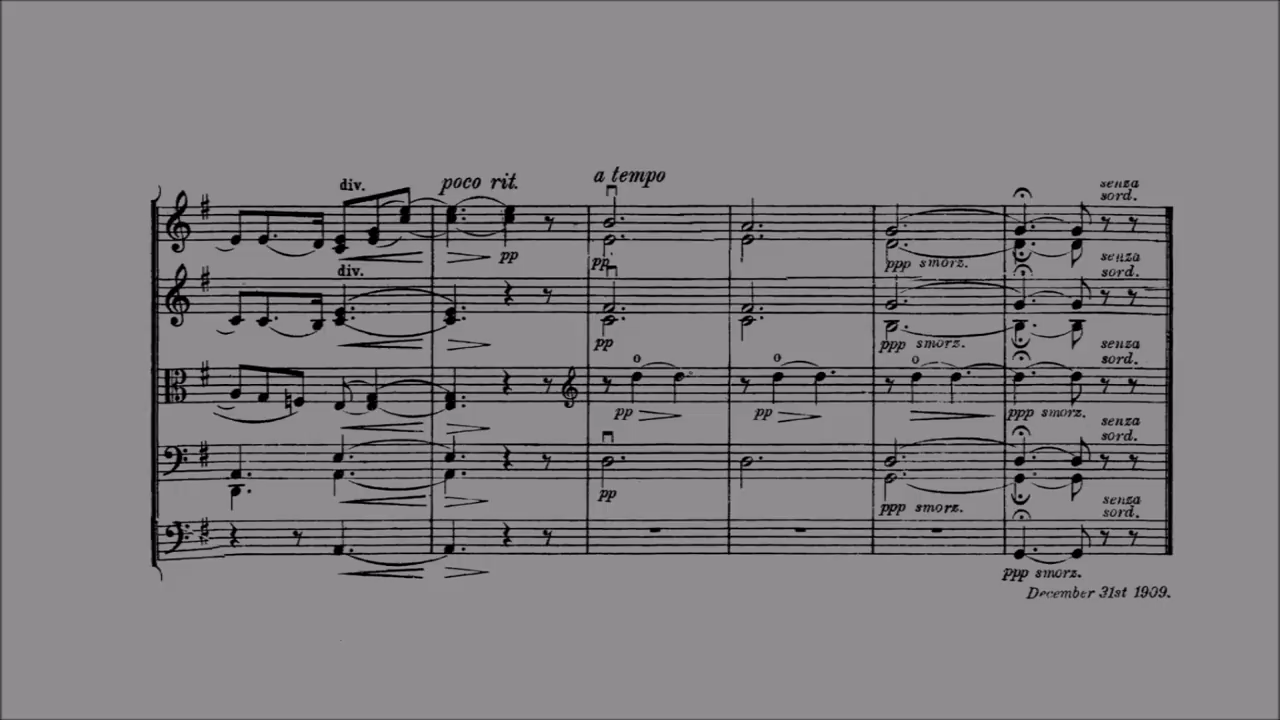 div.
poco rit.
a tempo
senza
sord.
pp
pp
ppp smorz.
div.
senza
sord.
pp
ppp smorz.
senza
sord.
pp
pp
ppp smorz.
senza
sord.
pp
ppp smorz.
senza
sord.
ppp smorz.
December 31st 1909.